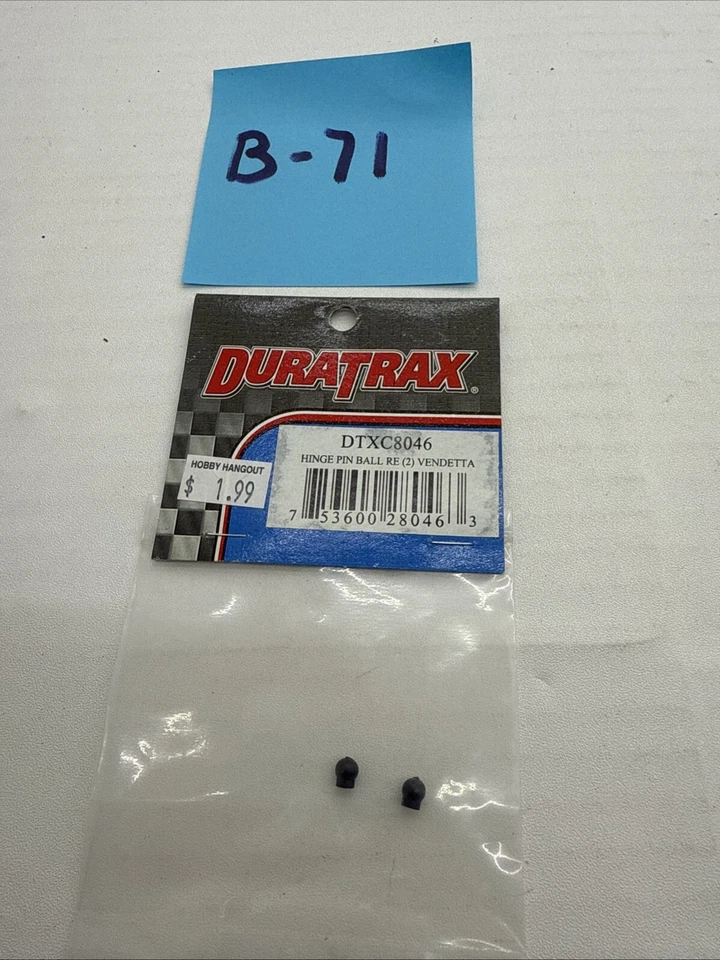 B-71
DURATRAX®
DTXC8046
HINGE PIN BALL RE (2) VENDETTA
HOBBY HANGOUT
$ 1.99
7 53600 28046 3